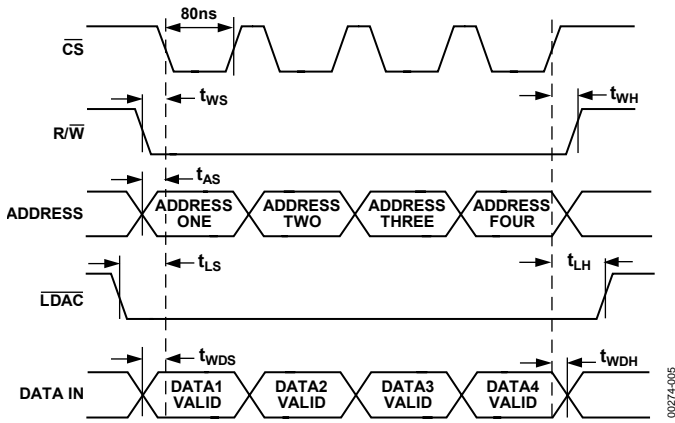 80ns
CS
tWS
tWH
R/W
tAS
ADDRESS
ADDRESS ONE
ADDRESS TWO
ADDRESS THREE
ADDRESS FOUR
tLS
tLH
LDAC
tWDS
tWDH
DATA IN
DATA1 VALID
DATA2 VALID
DATA3 VALID
DATA4 VALID
00274-005